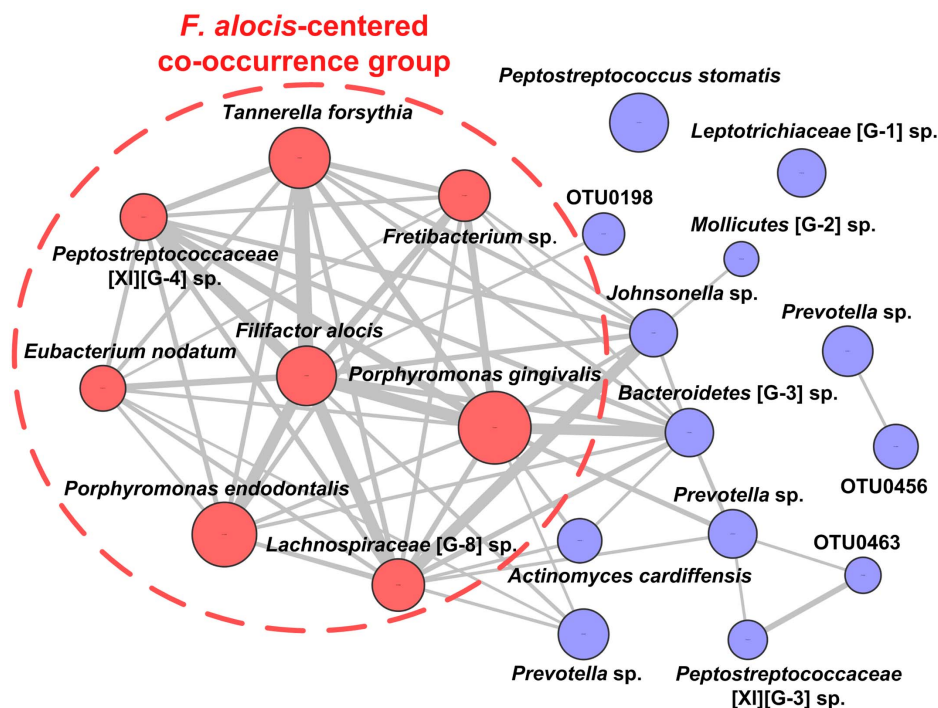 F. alocis-centered
co-occurrence group
Peptostreptococcus stomatis
Tannerella forsythia
Leptotrichiaceae [G-1] sp.
OTU0198
Mollicutes [G-2] sp.
Fretibacterium sp.
Peptostreptococcaceae
[XI][G-4] sp.
Johnsonella sp.
Prevotella sp.
Filifactor alocis
Eubacterium nodatum
Porphyromonas gingivalis
Bacteroidetes [G-3] sp.
OTU0456
Porphyromonas endodontalis
Prevotella sp.
OTU0463
Lachnospiraceae [G-8] sp.
Actinomyces cardiffensis
Prevotella sp.
Peptostreptococcaceae
[XI][G-3] sp.